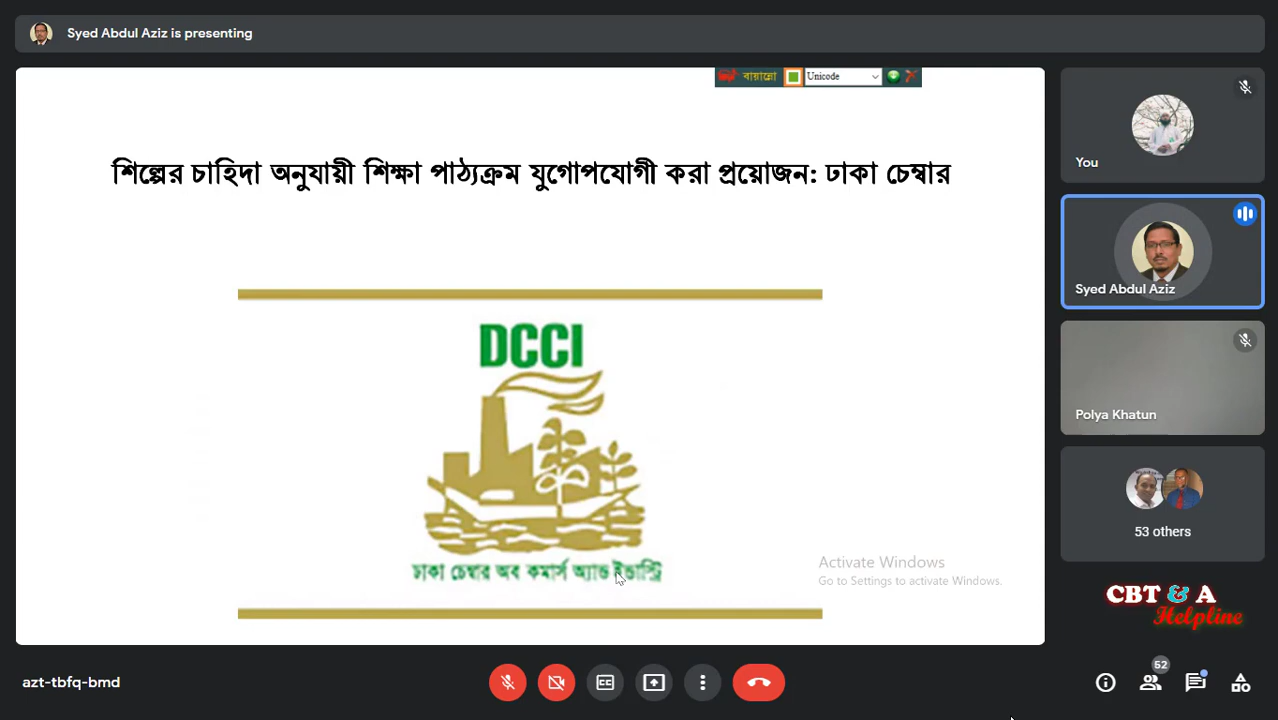 Syed Abdul Aziz is presenting
বায়ান্নো
Unicode
শিল্পের চাহিদা অনুযায়ী শিক্ষা পাঠ্যক্রম যুগোপযোগী করা প্রয়োজন: ঢাকা চেম্বার
DCCI
ঢাকা চেম্বার অব কমার্স অ্যান্ড ইন্ডাস্ট্রি
Activate Windows
Go to Settings to activate Windows.
You
Syed Abdul Aziz
Polya Khatun
53 others
CBT & A
Helpline
azt-tbfq-bmd
CC
52